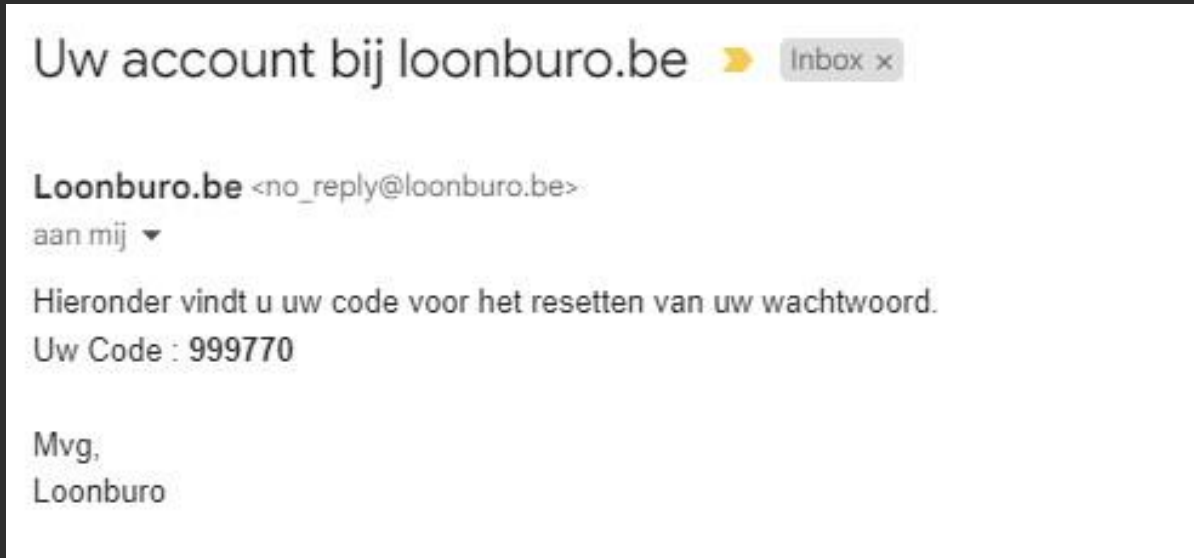 Uw account bij loonburo.be Inbox x
Loonburo.be <no_reply@loonburo.be>
aan mij
Hieronder vindt u uw code voor het resetten van uw wachtwoord.
Uw Code : 999770
Mvg,
Loonburo